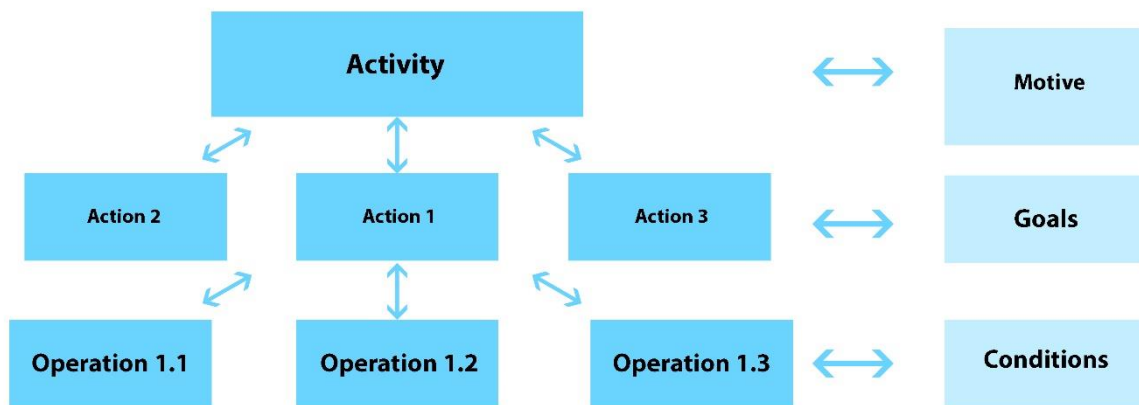 Activity
Motive
Action 2
Action 1
Action 3
Goals
Operation 1.1
Operation 1.2
Operation 1.3
Conditions